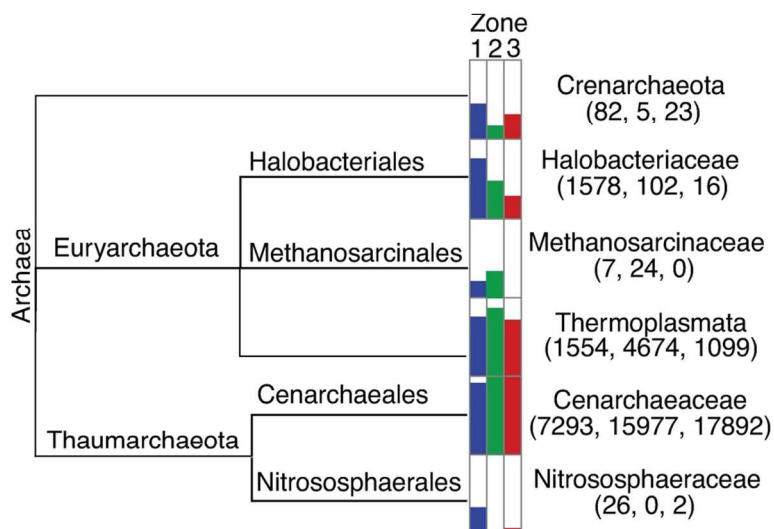 Zone
1 2 3
Crenarchaeota
(82, 5, 23)
Halobacteriales
Halobacteriaceae
(1578, 102, 16)
Archaea
Euryarchaeota
Methanosarcinales
Methanosarcinaceae
(7, 24, 0)
Thermoplasmata
(1554, 4674, 1099)
Cenarchaeales
Cenarchaeaceae
(7293, 15977, 17892)
Thaumarchaeota
Nitrososphaerales
Nitrososphaeraceae
(26, 0, 2)